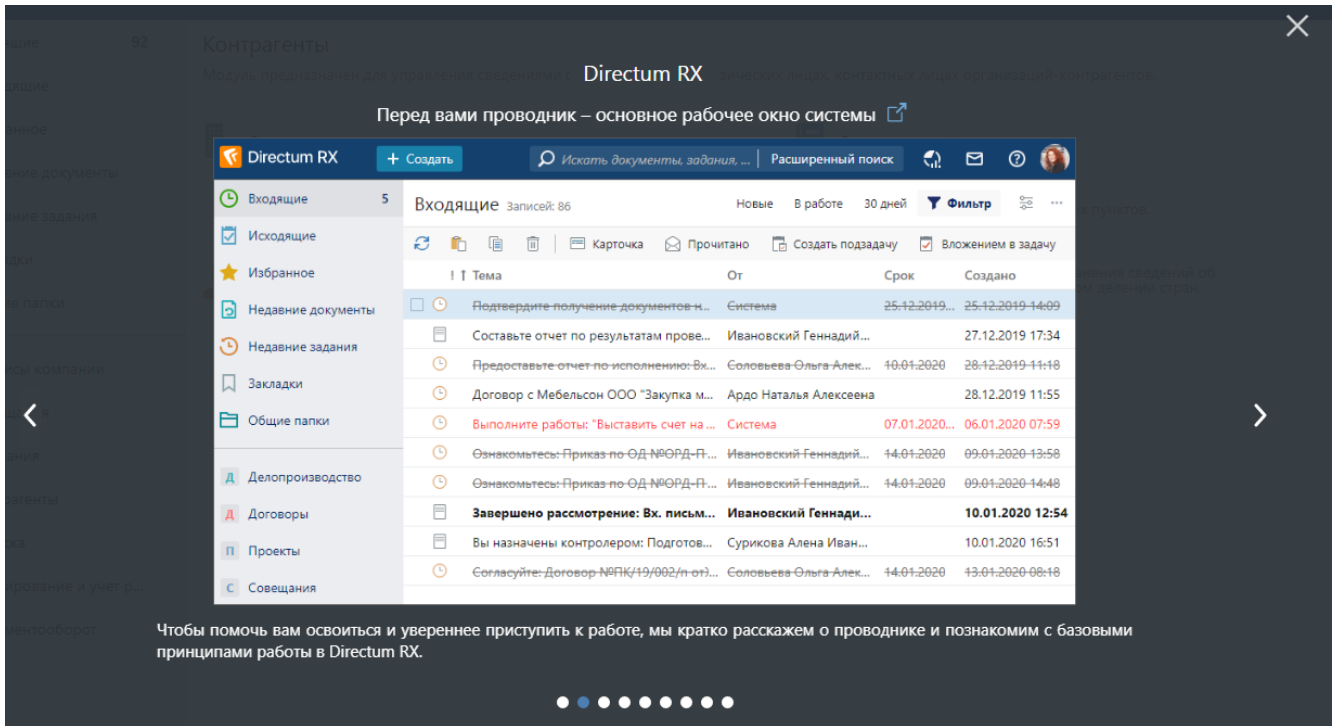 92
Контрагенты
Directum RX
Перед вами проводник – основное рабочее окно системы
Directum RX
+ Создать
Искать документы, задания, ...
Расширенный поиск
Входящие 5
Исходящие
Избранное
Недавние документы
Недавние задания
Закладки
Общие папки
Д Делопроизводство
Д Договоры
П Проекты
С Совещания
Входящие Записей: 86
Новые В работе 30 дней Фильтр ...
Карточка Прочитано Создать подзадачу Вложением в задачу
! Тема От Срок Создано
Подтвердите получение документов н... Система 25.12.2019... 25.12.2019 14:09
Составьте отчет по результатам прове... Ивановский Геннадий... 27.12.2019 17:34
Предоставьте отчет по исполнению: Вх... Соловьева Ольга Алек... 10.01.2020 28.12.2019 11:18
Договор с Мебельсон ООО "Закупка м... Ардо Наталья Алексеена 28.12.2019 11:55
Выполните работы: "Выставить счет на ... Система 07.01.2020... 06.01.2020 07:59
Ознакомьтесь: Приказ по ОД №ОРД-П... Ивановский Геннадий... 14.01.2020 09.01.2020 13:58
Ознакомьтесь: Приказ по ОД №ОРД-П... Ивановский Геннадий... 14.01.2020 09.01.2020 14:48
Завершено рассмотрение: Вх. письм... Ивановский Геннади... 10.01.2020 12:54
Вы назначены контролером: Подготов... Сурикова Алена Иван... 10.01.2020 16:51
Согласуйте: Договор №ПК/19/002/п от)... Соловьева Ольга Алек... 14.01.2020 13.01.2020 08:18
Чтобы помочь вам освоиться и увереннее приступить к работе, мы кратко расскажем о проводнике и познакомим с базовыми
принципами работы в Directum RX.